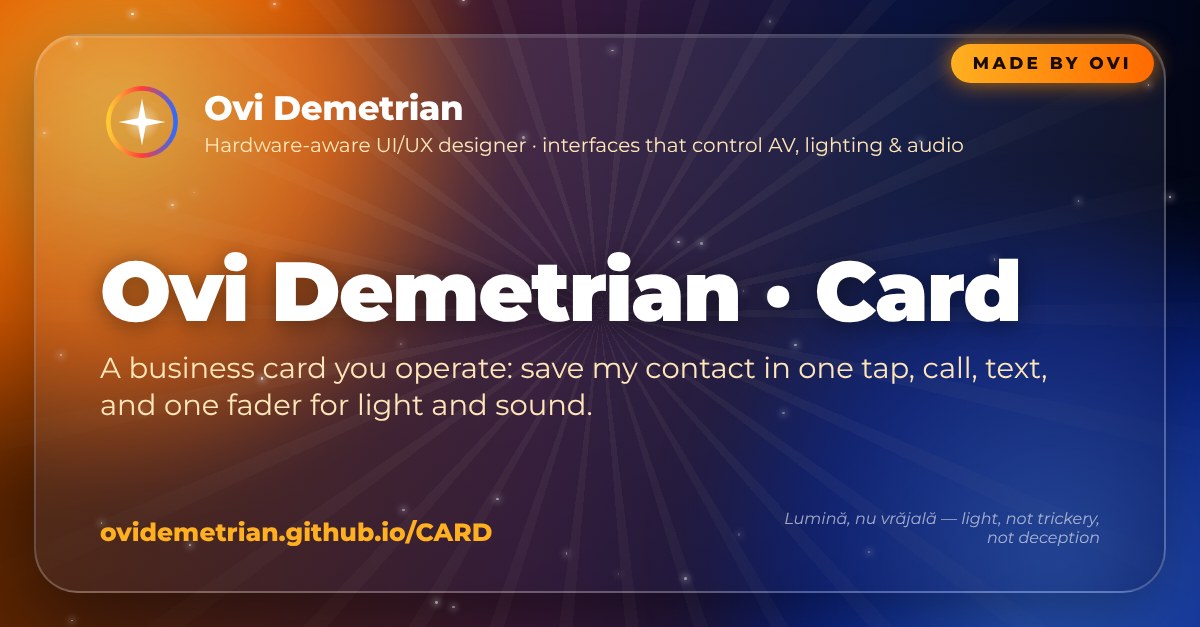 MADE BY OVI
Ovi Demetrian
Hardware-aware UI/UX designer · interfaces that control AV, lighting & audio
Ovi Demetrian • Card
A business card you operate: save my contact in one tap, call, text,
and one fader for light and sound.
ovidemetrian.github.io/CARD
Lumină, nu vrăjală — light, not trickery,
not deception